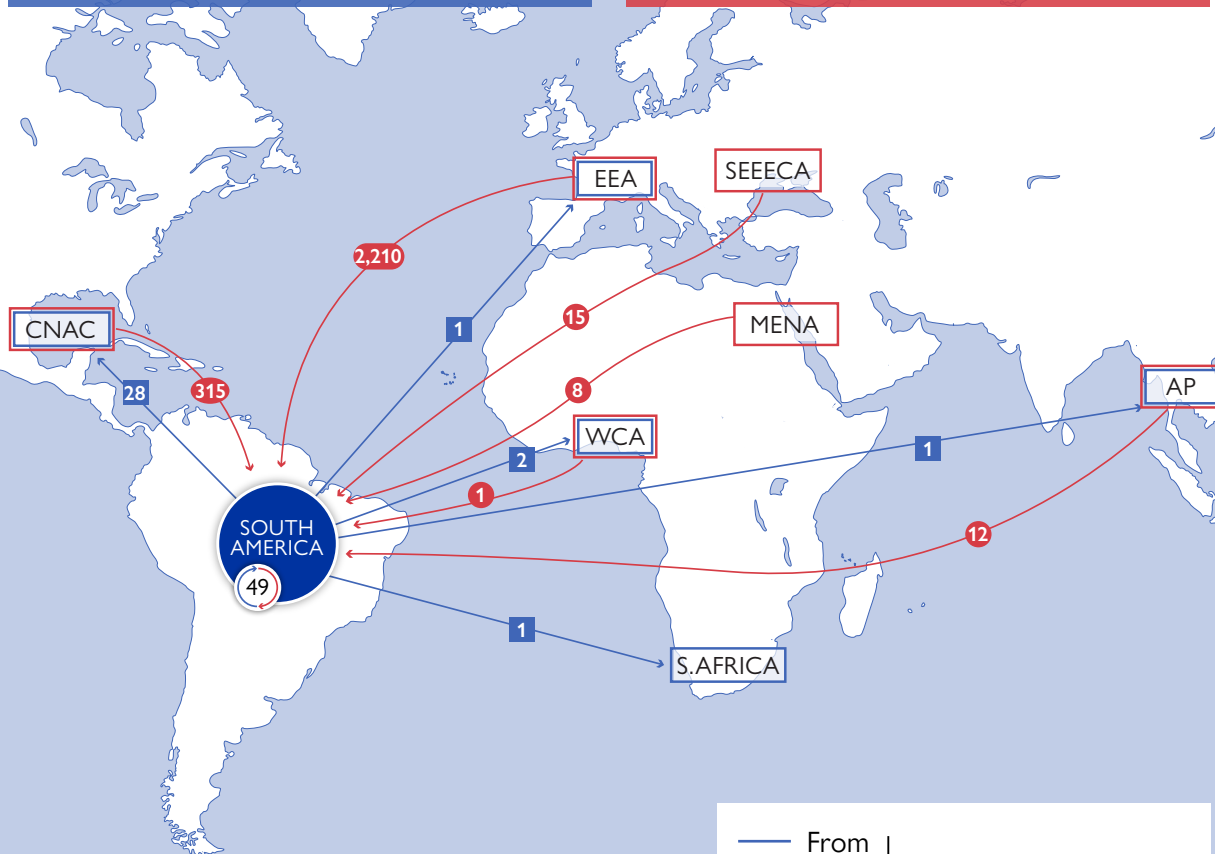 EEA
SEEECA
2,210
CNAC
1
15
MENA
28
315
8
AP
WCA
2
1
1
SOUTH
AMERICA
12
49
1
S.AFRICA
From